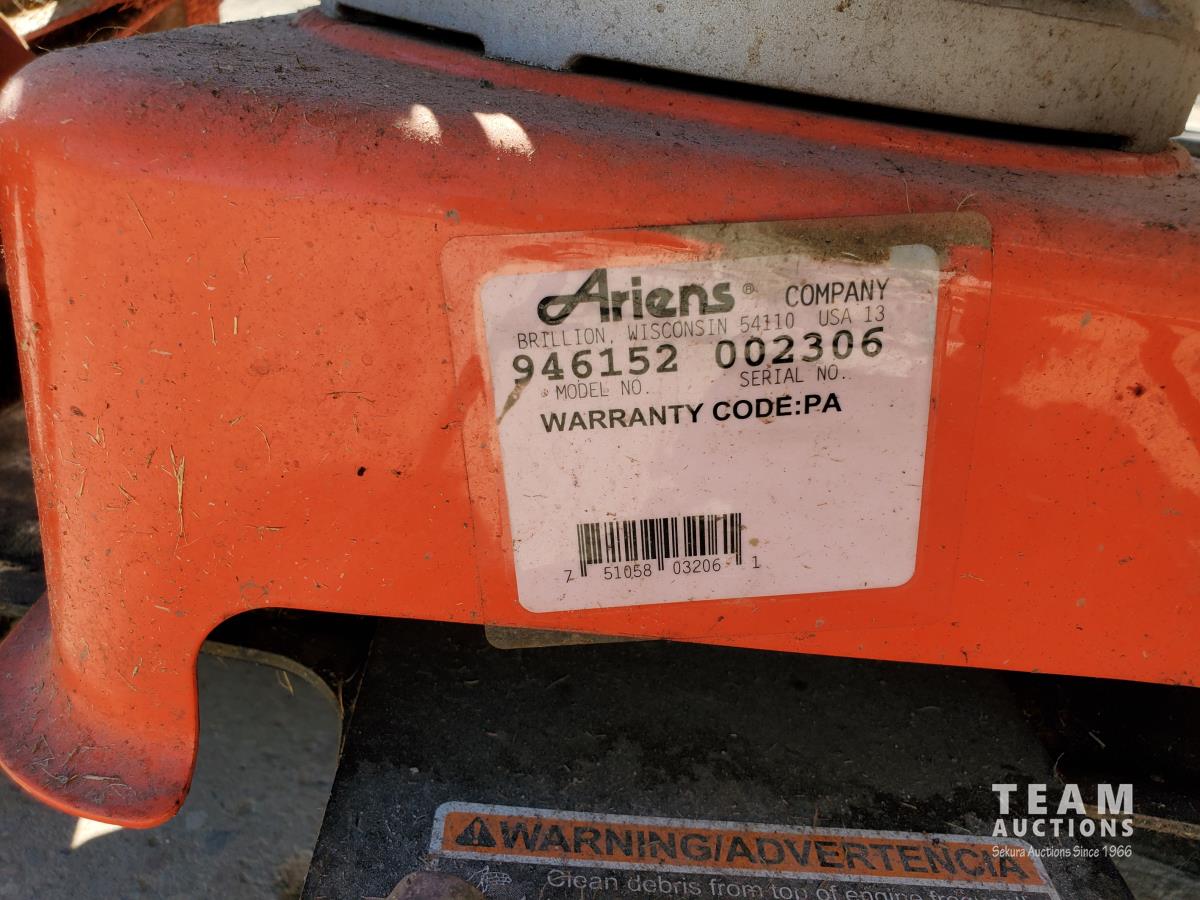 Ariens® COMPANY
BRILLION, WISCONSIN 54110 USA 13
946152 002306
MODEL NO. SERIAL NO.
WARRANTY CODE:PA
7 51058 03206 1
WARNING/ADVERTENCIA
Clean debris from top of engine
TEAM
AUCTIONS
Sekura Auctions Since 1966